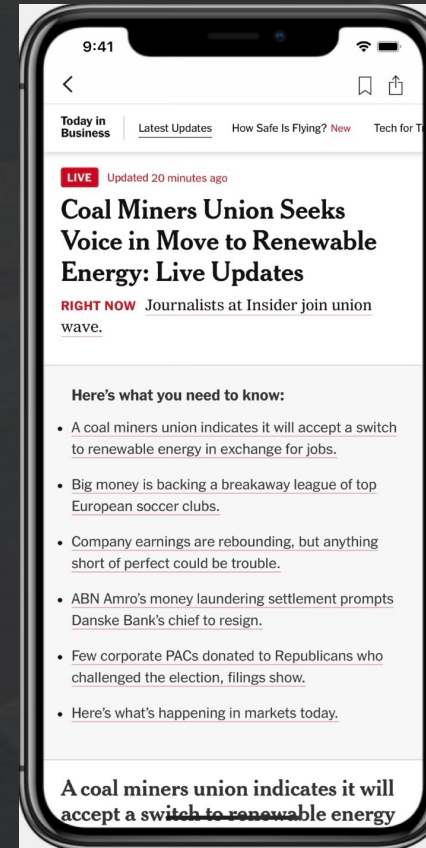 9:41
Today in
Business
Latest Updates
How Safe Is Flying? New
Tech for
LIVE Updated 20 minutes ago
Coal Miners Union Seeks
Voice in Move to Renewable
Energy: Live Updates
RIGHT NOW Journalists at Insider join union
wave.
Here’s what you need to know:
• A coal miners union indicates it will accept a switch
to renewable energy in exchange for jobs.
• Big money is backing a breakaway league of top
European soccer clubs.
• Company earnings are rebounding, but anything
short of perfect could be trouble.
• ABN Amro’s money laundering settlement prompts
Danske Bank’s chief to resign.
• Few corporate PACs donated to Republicans who
challenged the election, filings show.
• Here’s what’s happening in markets today.
A coal miners union indicates it will
accept a switch to renewable energy